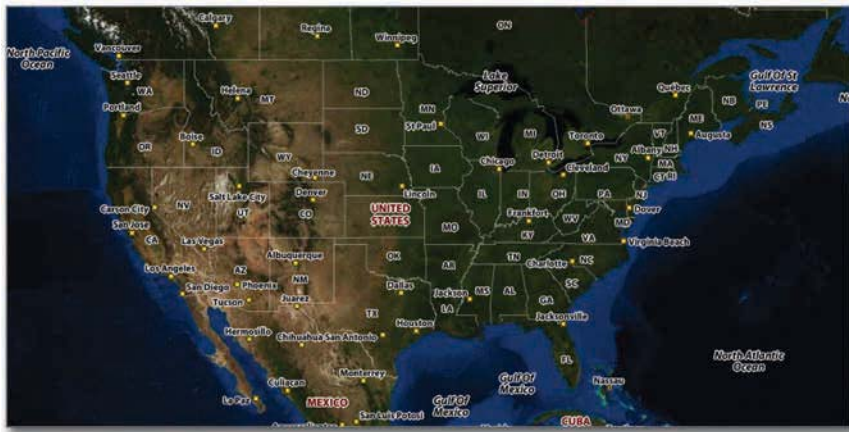 Calgary
Regina
Winnipeg
ON
North Pacific
Ocean
Vancouver
Seattle
WA
Portland
Helena
MT
ND
MN
Lake
Superior
Québec
Gulf Of St
Lawrence
NB
PE
NS
ME
Ottawa
St Paul
SD
WI
MI
Toronto
VT
Augusta
OR
Boise
ID
WY
Albany
NH
NY
MA
Detroit
Chicago
Cleveland
CT
RI
Cheyenne
NE
IA
Lincoln
Salt Lake City
UT
Denver
CO
IL
IN
OH
PA
NJ
Dover
MD
Carson City
NV
San Jose
CA
UNITED
STATES
MO
Frankfort
WV
KY
VA
Virginia Beach
Las Vegas
Albuquerque
OK
AR
TN
Charlotte
NC
Los Angeles
AZ
NM
San Diego
Phoenix
Tucson
Juarez
Dallas
TX
Jackson
MS
AL
GA
SC
LA
Houston
Jacksonville
Hermosillo
Chihuahua
San Antonio
FL
Monterrey
Culiacan
La Paz
MEXICO
San Luis Potosi
Gulf Of
Mexico
Gulf Of
Mexico
Nassau
CUBA
North Atlantic
Ocean